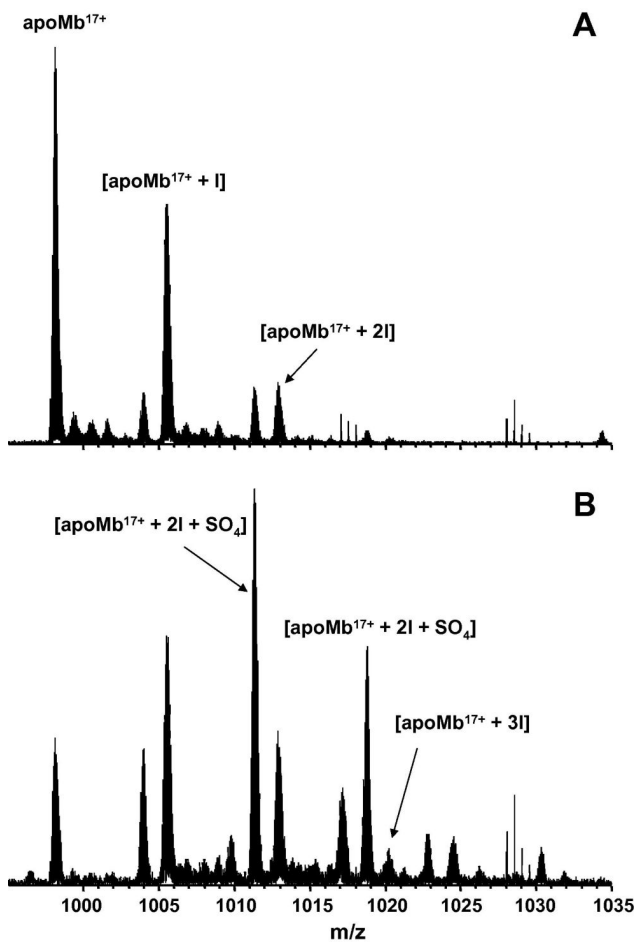 apoMb¹⁷⁺
A
[apoMb¹⁷⁺ + I]
[apoMb¹⁷⁺ + 2I]
B
[apoMb¹⁷⁺ + 2I + SO₄]
[apoMb¹⁷⁺ + 2I + SO₄]
[apoMb¹⁷⁺ + 3I]
1000 1005 1010 1015 1020 1025 1030 1035
m/z